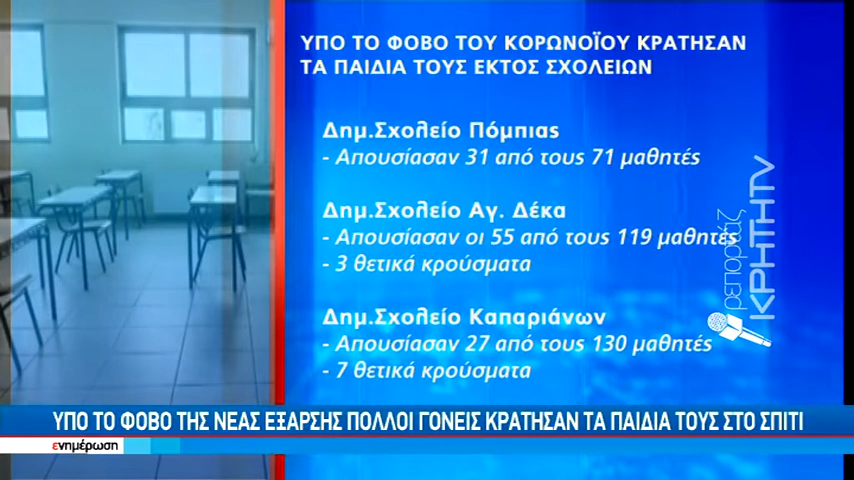 ΥΠΟ ΤΟ ΦΟΒΟ ΤΟΥ ΚΟΡΩΝΟΪΟΥ ΚΡΑΤΗΣΑΝ
ΤΑ ΠΑΙΔΙΑ ΤΟΥΣ ΕΚΤΟΣ ΣΧΟΛΕΙΩΝ
Δημ.Σχολείο Πόμπιας
- Απουσίασαν 31 από τους 71 μαθητές
Δημ.Σχολείο Αγ. Δέκα
- Απουσίασαν οι 55 από τους 119 μαθητές
- 3 θετικά κρούσματα
Δημ.Σχολείο Καπαριάνων
- Απουσίασαν 27 από τους 130 μαθητές
- 7 θετικά κρούσματα
ρεπορτάζ
ΚΡΗΤΗTV
ΥΠΟ ΤΟ ΦΟΒΟ ΤΗΣ ΝΕΑΣ ΕΞΑΡΣΗΣ ΠΟΛΛΟΙ ΓΟΝΕΙΣ ΚΡΑΤΗΣΑΝ ΤΑ ΠΑΙΔΙΑ ΤΟΥΣ ΣΤΟ ΣΠΙΤΙ
ενημέρωση